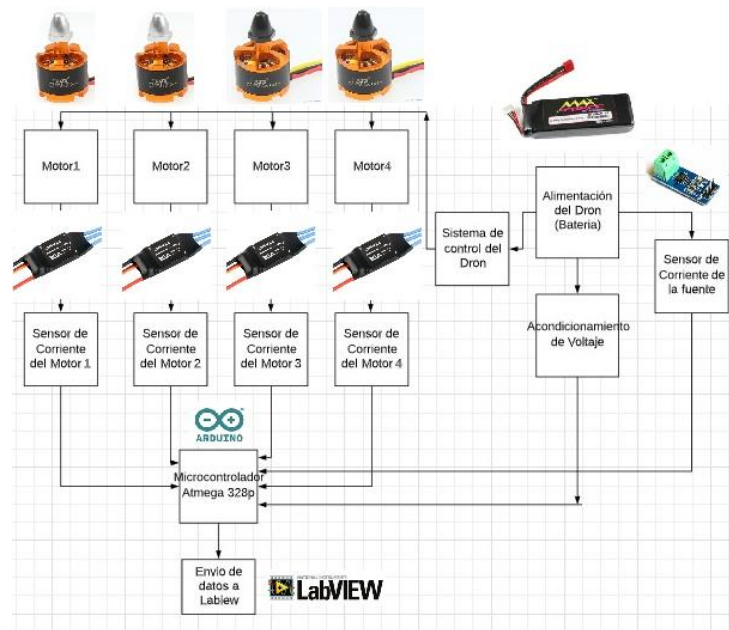 Motor1
Motor2
Motor3
Motor4
Sistema de
control del
Dron
Alimentación
del Dron
(Bateria)
Sensor de
Corriente de
la fuente
Sensor de
Corriente
del Motor 1
Sensor de
Corriente
del Motor 2
Sensor de
Corriente
del Motor 3
Sensor de
Corriente
del Motor 4
Acondicionamiento
de Voltaje
ARDUINO
Microcontrolador
Atmega 328p
Envio de
datos a
Labiew
LabVIEW